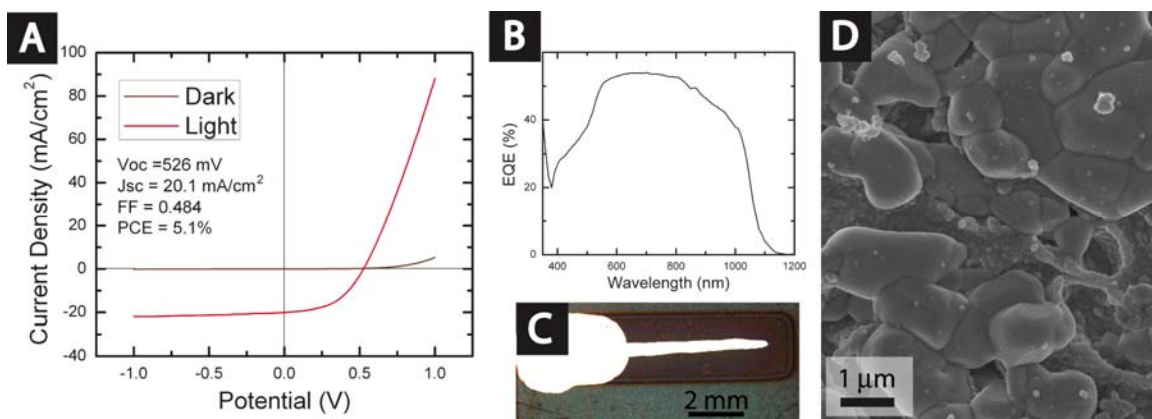 A
100
80
60
40
20
0
-20
-40
-1.0
-0.5
0.0
0.5
1.0
Current Density (mA/cm²)
Potential (V)
Dark
Light
Voc =526 mV
Jsc = 20.1 mA/cm²
FF = 0.484
PCE = 5.1%
B
40
20
0
400
600
800
1000
1200
EQE (%)
Wavelength (nm)
C
2 mm
D
1 µm